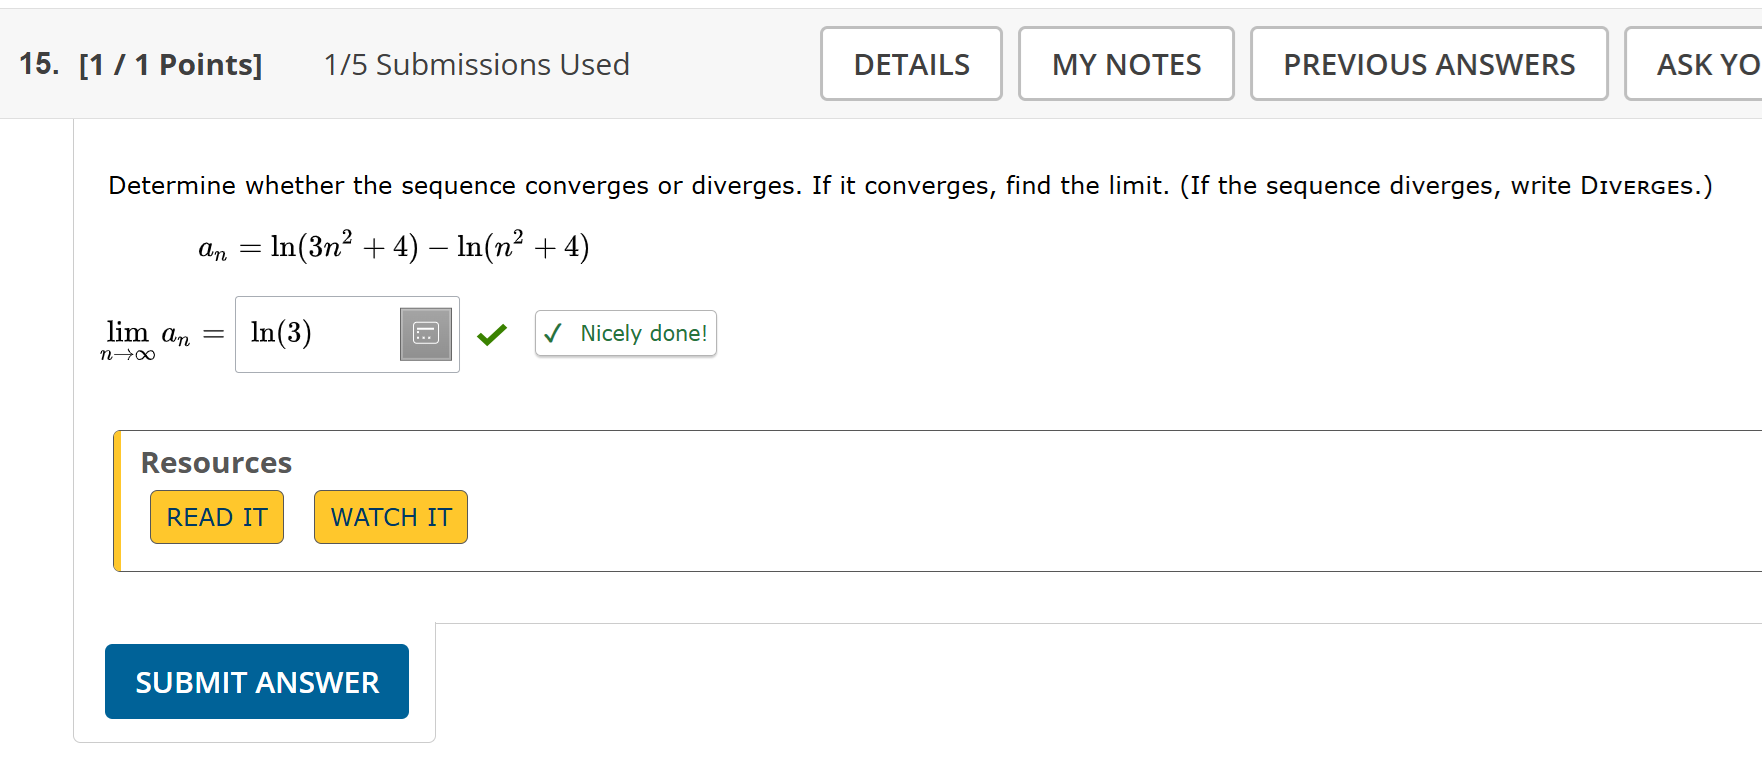 15. [1 / 1 Points] 1/5 Submissions Used DETAILS MY NOTES PREVIOUS ANSWERS ASK YO
Determine whether the sequence converges or diverges. If it converges, find the limit. (If the sequence diverges, write DIVERGES.)
aₙ = ln(3n² + 4) − ln(n² + 4)
lim aₙ = ln(3) ✓ Nicely done!
n→∞
Resources
READ IT WATCH IT
SUBMIT ANSWER